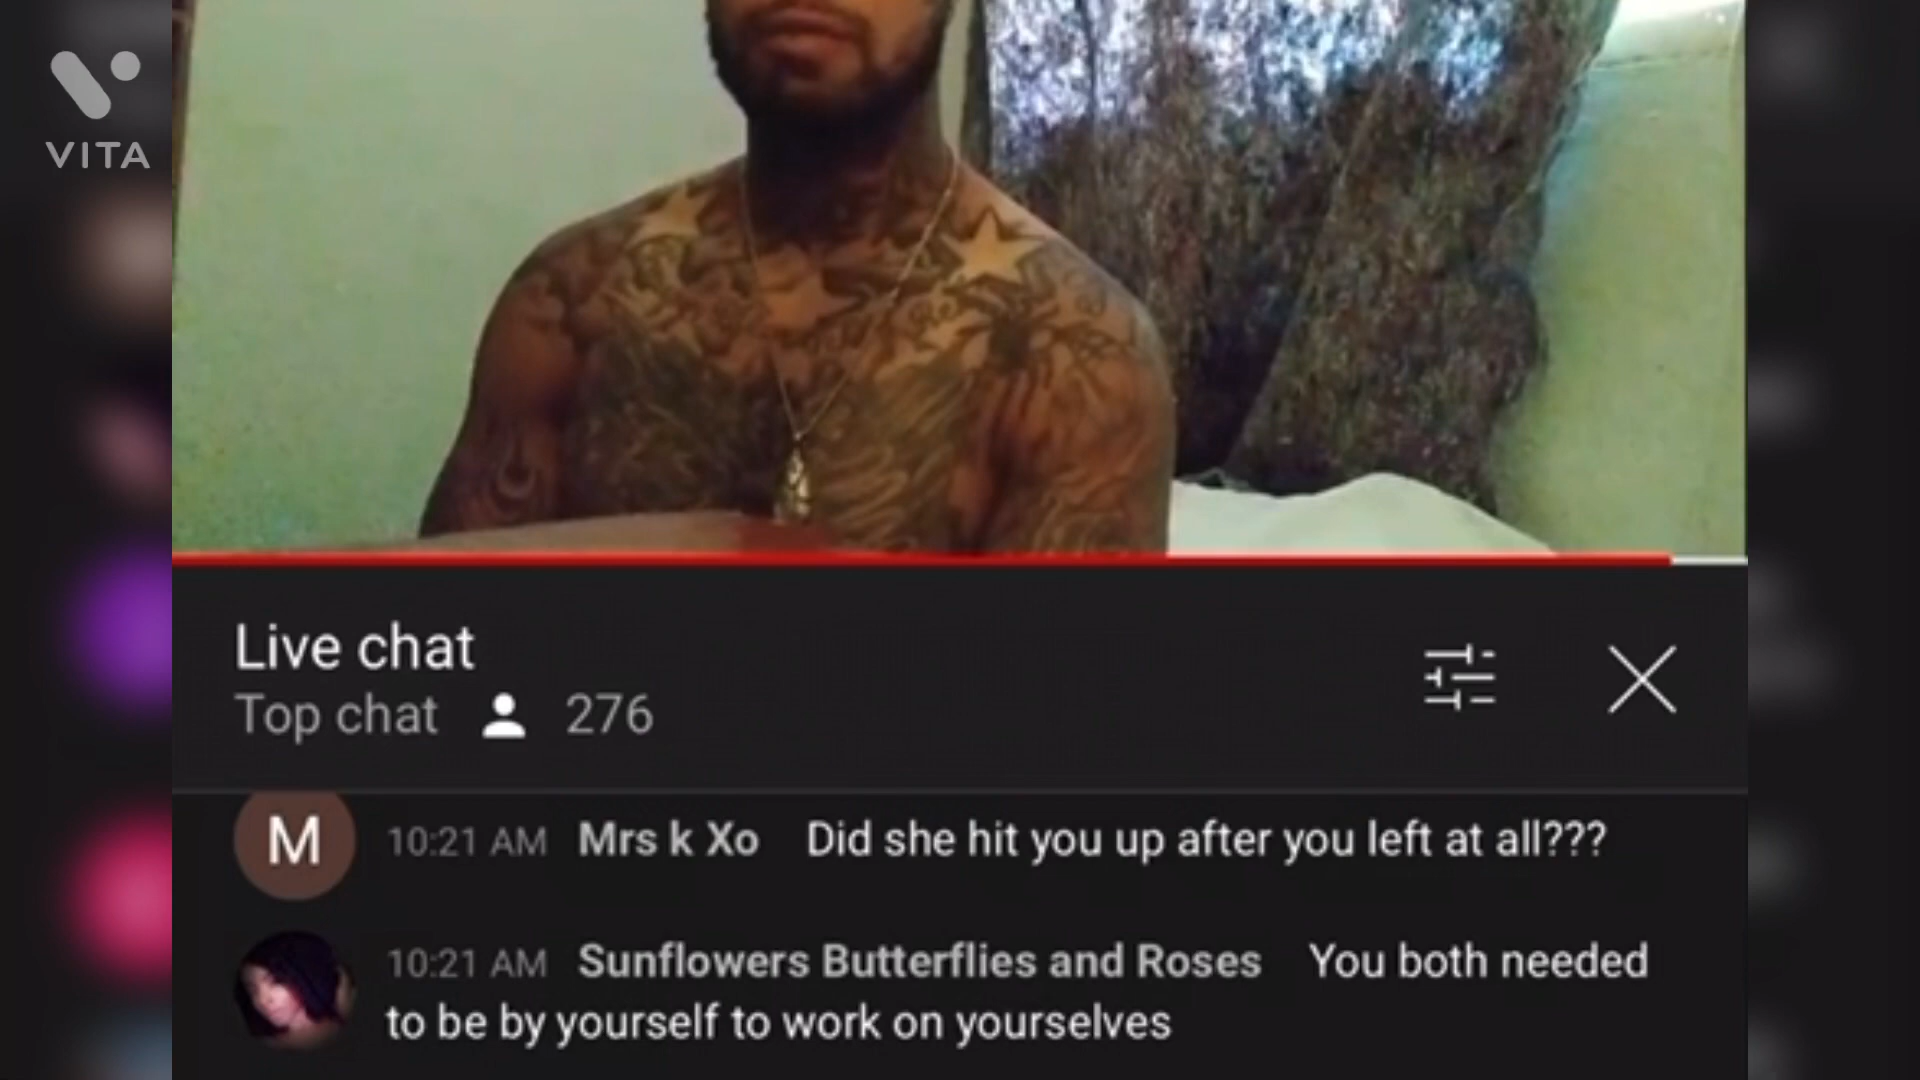 VITA
Live chat
Top chat 276
M 10:21 AM Mrs k Xo Did she hit you up after you left at all???
10:21 AM Sunflowers Butterflies and Roses You both needed
to be by yourself to work on yourselves